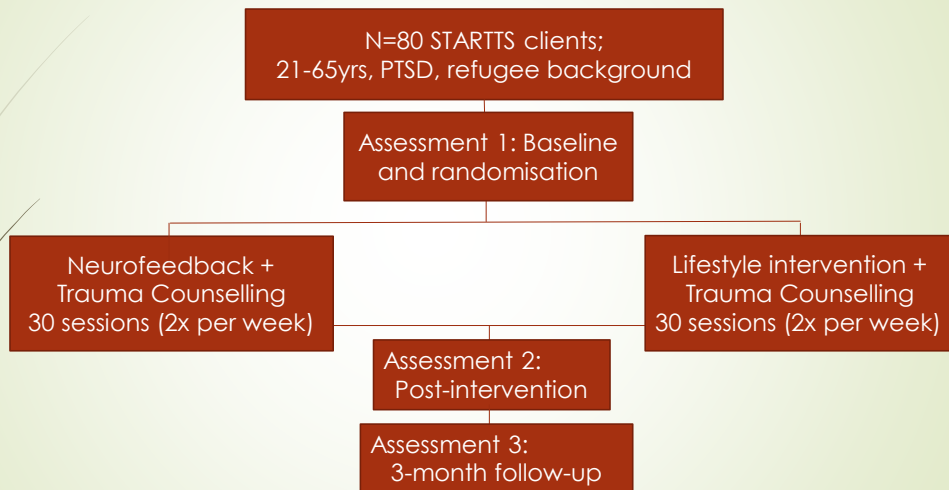 N=80 STARTTS clients;
21-65yrs, PTSD, refugee background
Assessment 1: Baseline
and randomisation
Neurofeedback +
Trauma Counselling
30 sessions (2x per week)
Lifestyle intervention +
Trauma Counselling
30 sessions (2x per week)
Assessment 2:
Post-intervention
Assessment 3:
3-month follow-up